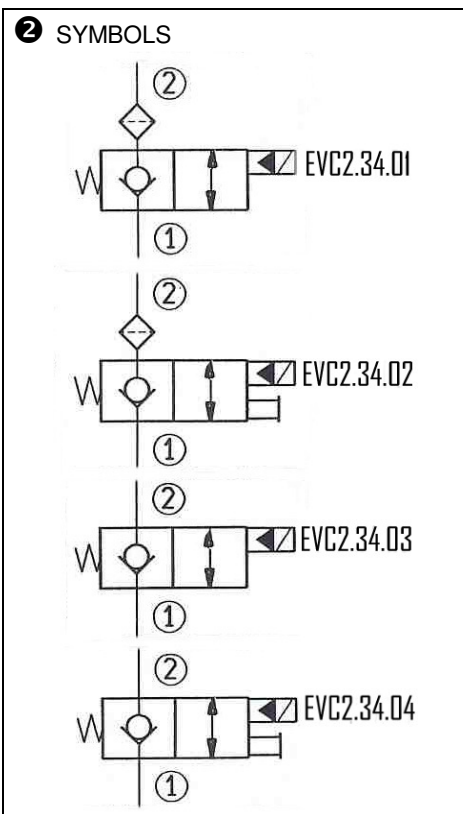 ❷ SYMBOLS
②
EVC2.34.01
①
②
EVC2.34.02
①
②
EVC2.34.03
①
②
EVC2.34.04
①